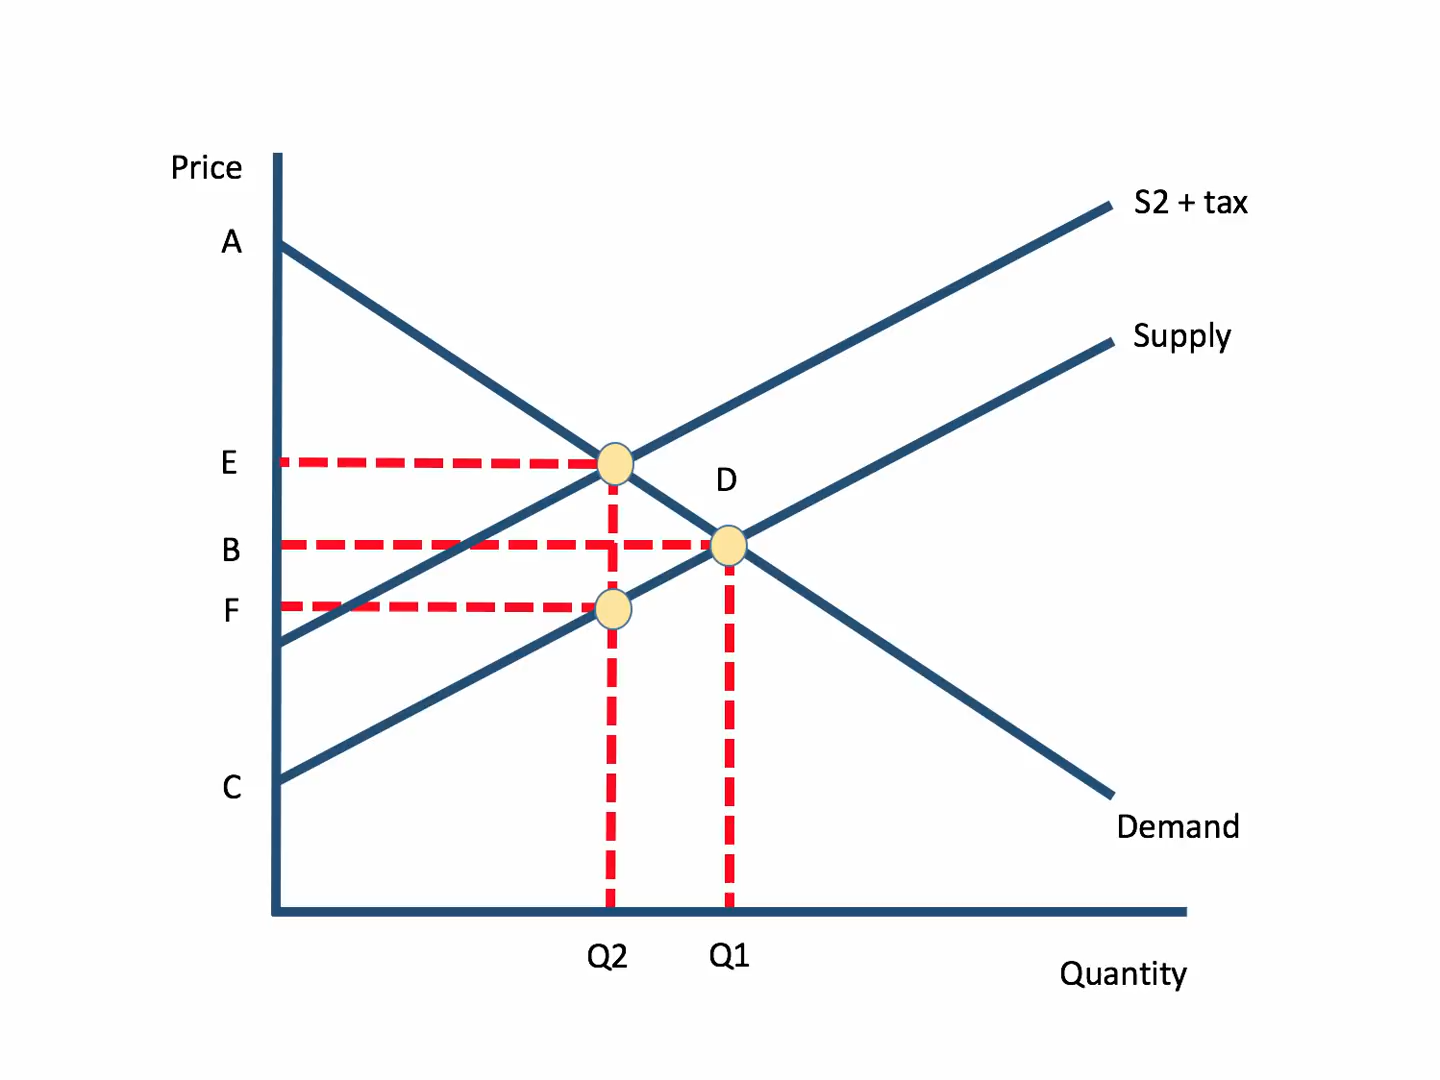 Price
A
S2 + tax
Supply
E
D
B
F
C
Demand
Q2
Q1
Quantity